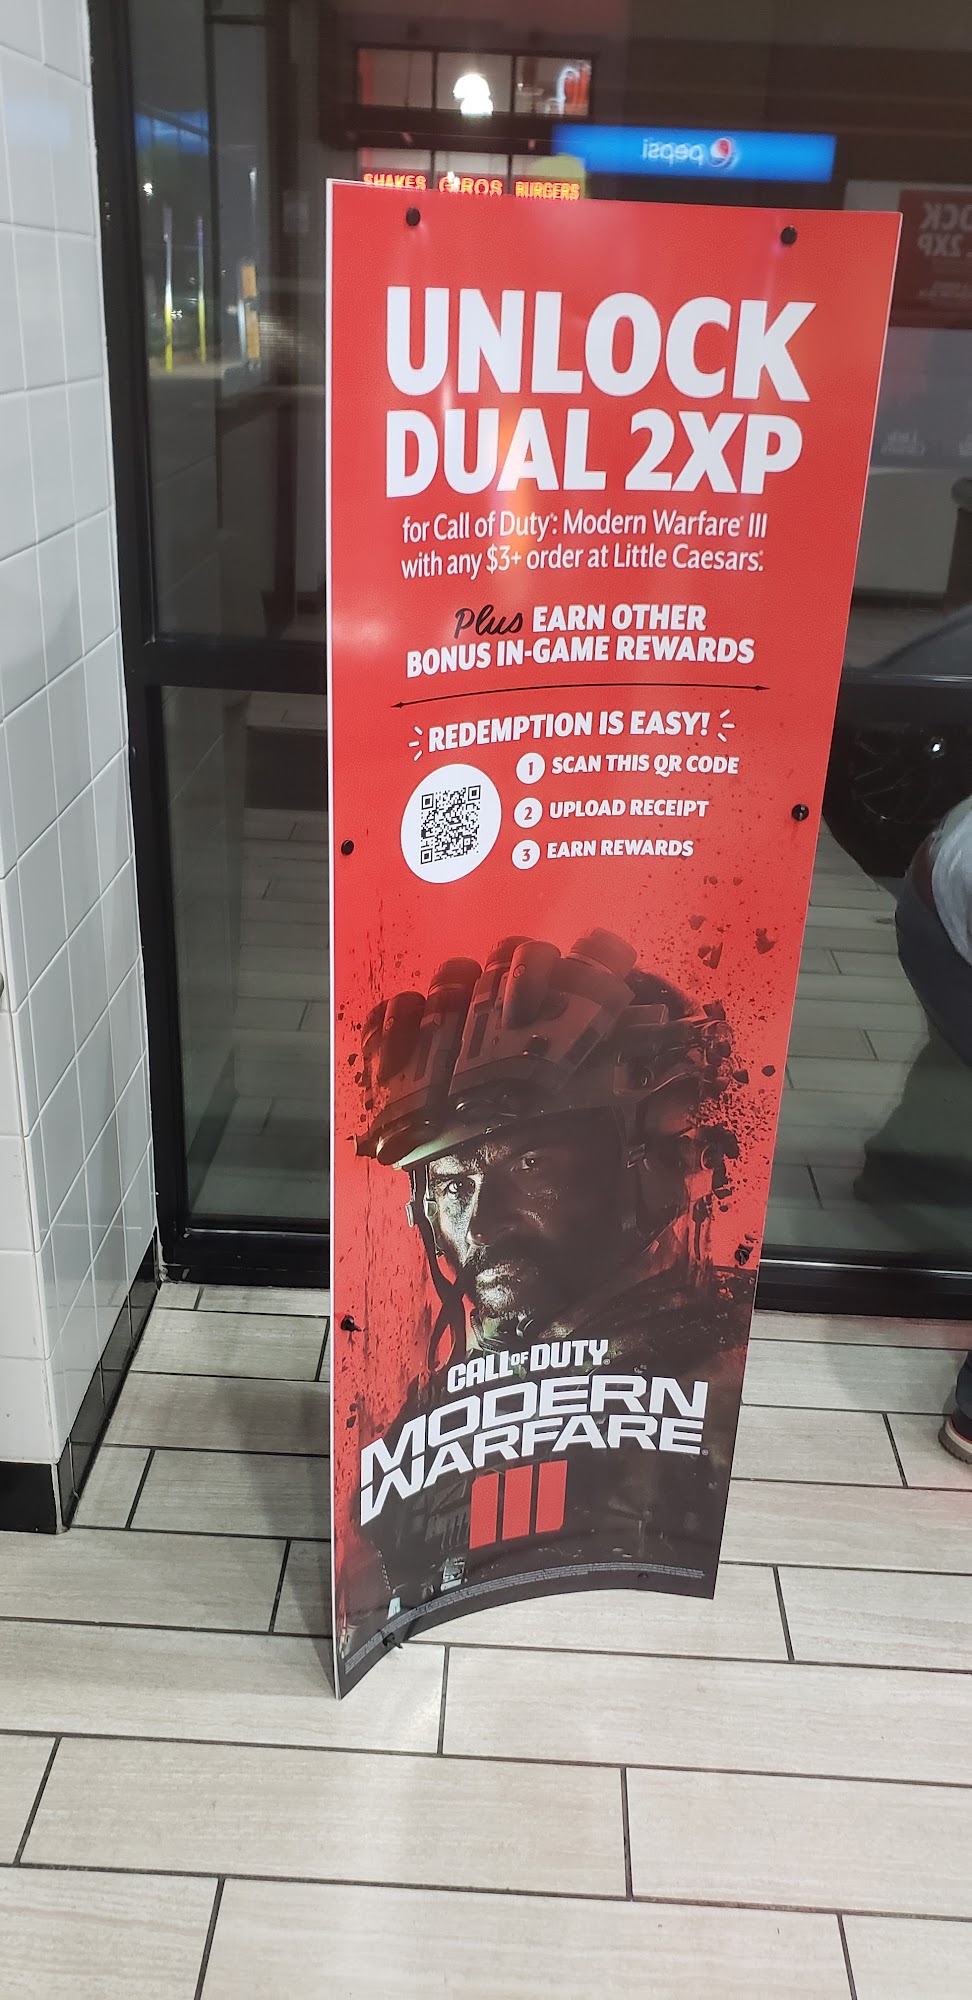 pepsi
SHAKES GYROS BURGERS
UNLOCK
DUAL 2XP
for Call of Duty®: Modern Warfare® III
with any $3+ order at Little Caesars®.
Plus EARN OTHER
BONUS IN-GAME REWARDS
REDEMPTION IS EASY!
1 SCAN THIS QR CODE
2 UPLOAD RECEIPT
3 EARN REWARDS
CALL OF DUTY®
MODERN
WARFARE®
III
OCK
2XP